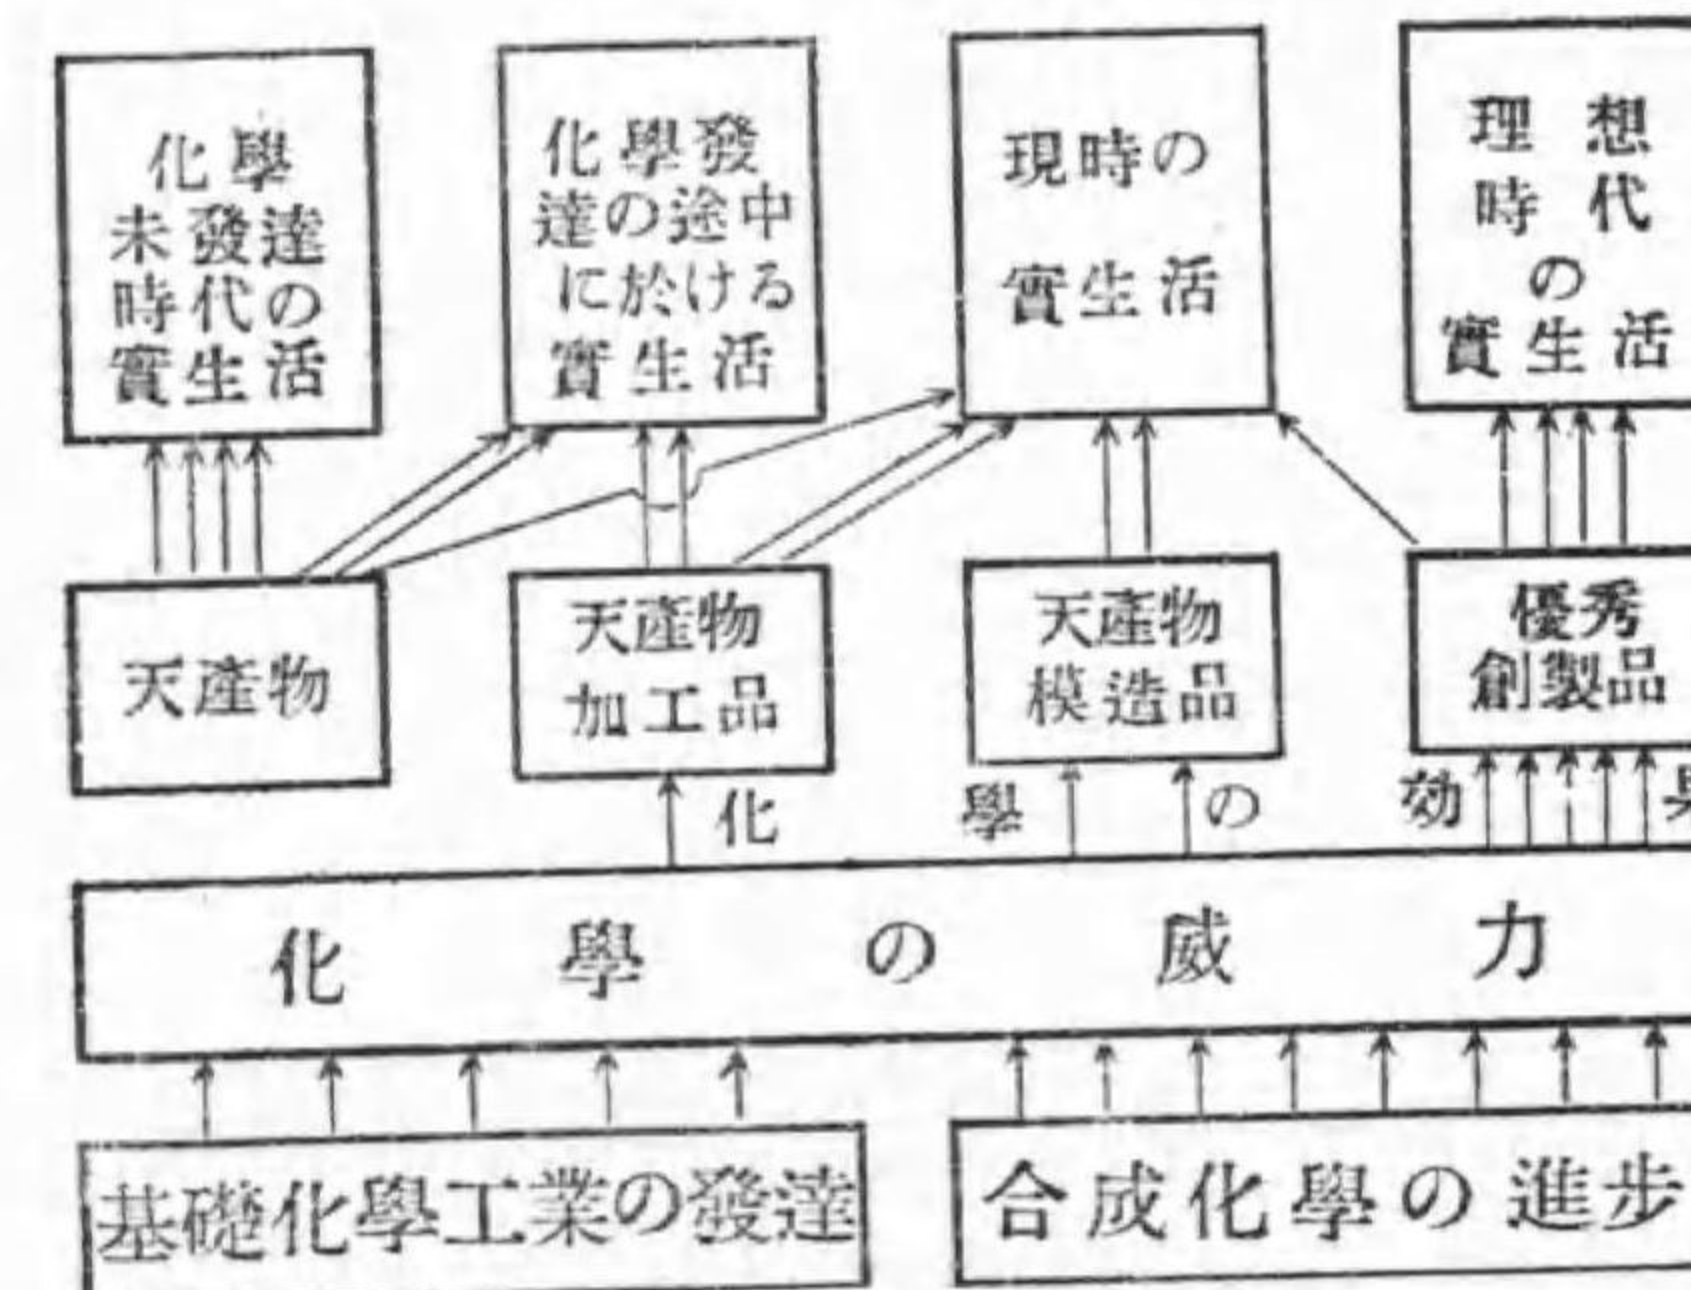 化學
未發達
時代の
實生活
化學發
達の途中
に於ける
實生活
現時の
實生活
理想
時代
の
實生活
天產物
天產物
加工品
天產物
模造品
優秀
創製品
化學の効
化學の威力
基礎化學工業の發達
合成化學の進步